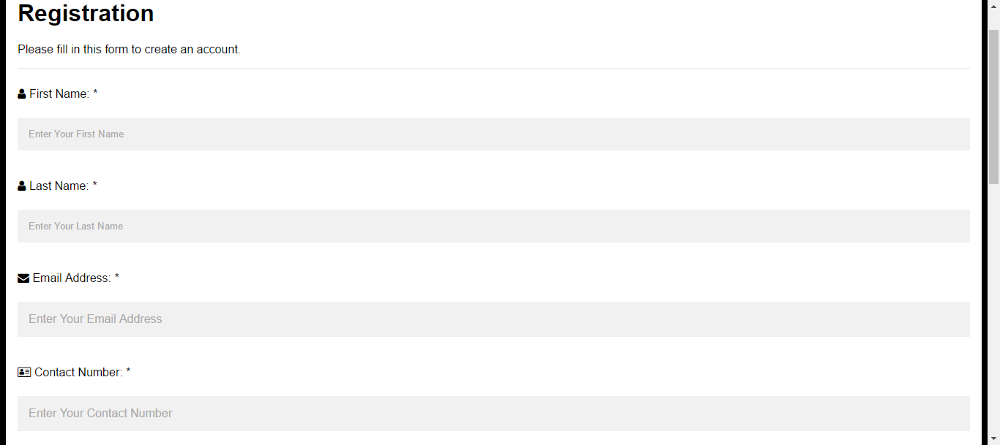 Registration
Please fill in this form to create an account.
First Name: *
Enter Your First Name
Last Name: *
Enter Your Last Name
Email Address: *
Enter Your Email Address
Contact Number: *
Enter Your Contact Number